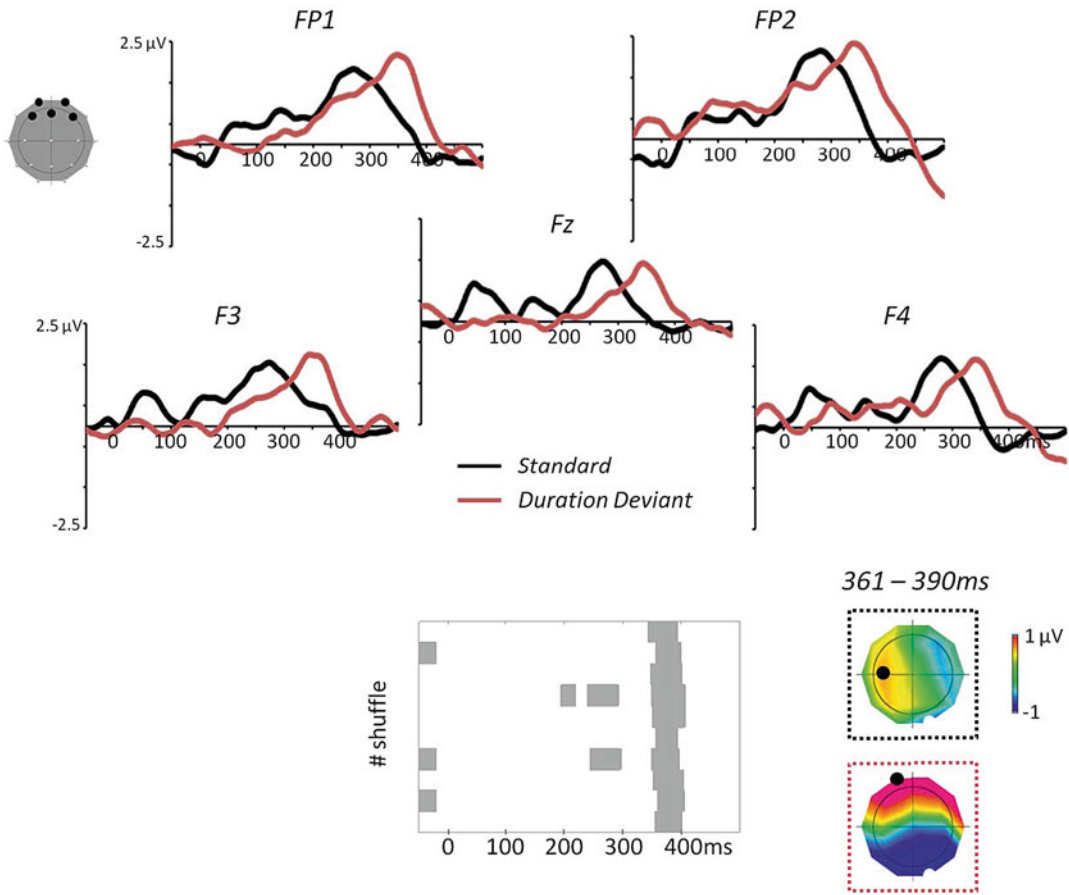 FP1
FP2
2.5 µV
-2.5
0 100 200 300 400
0 100 200 300 400
Fz
0 100 200 300 400
F3
2.5 µV
-2.5
0 100 200 300 400
F4
0 100 200 300 400ms
Standard
Duration Deviant
# shuffle
0 100 200 300 400ms
361 – 390ms
1 µV
-1